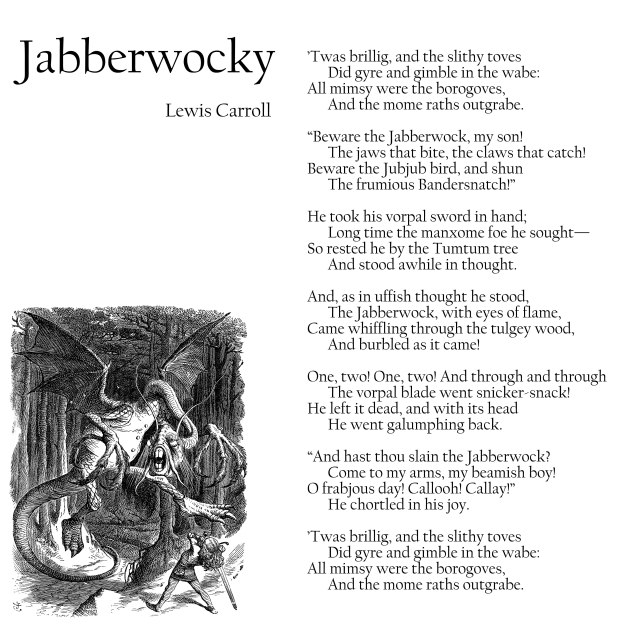 Jabberwocky
Lewis Carroll
’Twas brillig, and the slithy toves
Did gyre and gimble in the wabe:
All mimsy were the borogoves,
And the mome raths outgrabe.
“Beware the Jabberwock, my son!
The jaws that bite, the claws that catch!
Beware the Jubjub bird, and shun
The frumious Bandersnatch!”
He took his vorpal sword in hand;
Long time the manxome foe he sought—
So rested he by the Tumtum tree
And stood awhile in thought.
And, as in uffish thought he stood,
The Jabberwock, with eyes of flame,
Came whiffling through the tulgey wood,
And burbled as it came!
One, two! One, two! And through and through
The vorpal blade went snicker-snack!
He left it dead, and with its head
He went galumphing back.
“And hast thou slain the Jabberwock?
Come to my arms, my beamish boy!
O frabjous day! Callooh! Callay!”
He chortled in his joy.
’Twas brillig, and the slithy toves
Did gyre and gimble in the wabe:
All mimsy were the borogoves,
And the mome raths outgrabe.